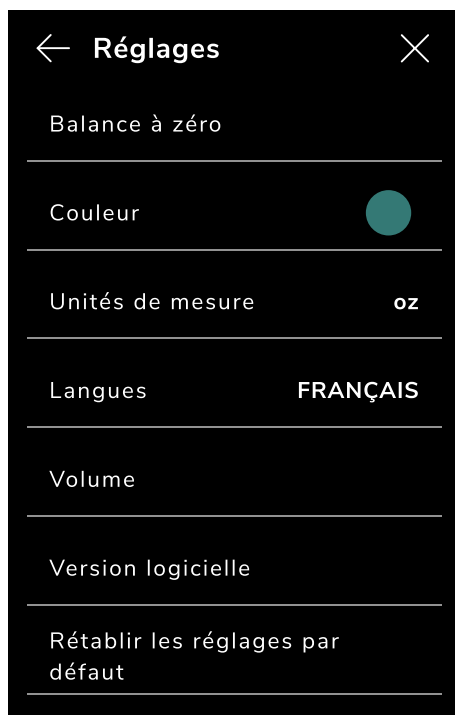 Réglages
Balance à zéro
Couleur
Unités de mesure oz
Langues FRANÇAIS
Volume
Version logicielle
Rétablir les réglages par
défaut